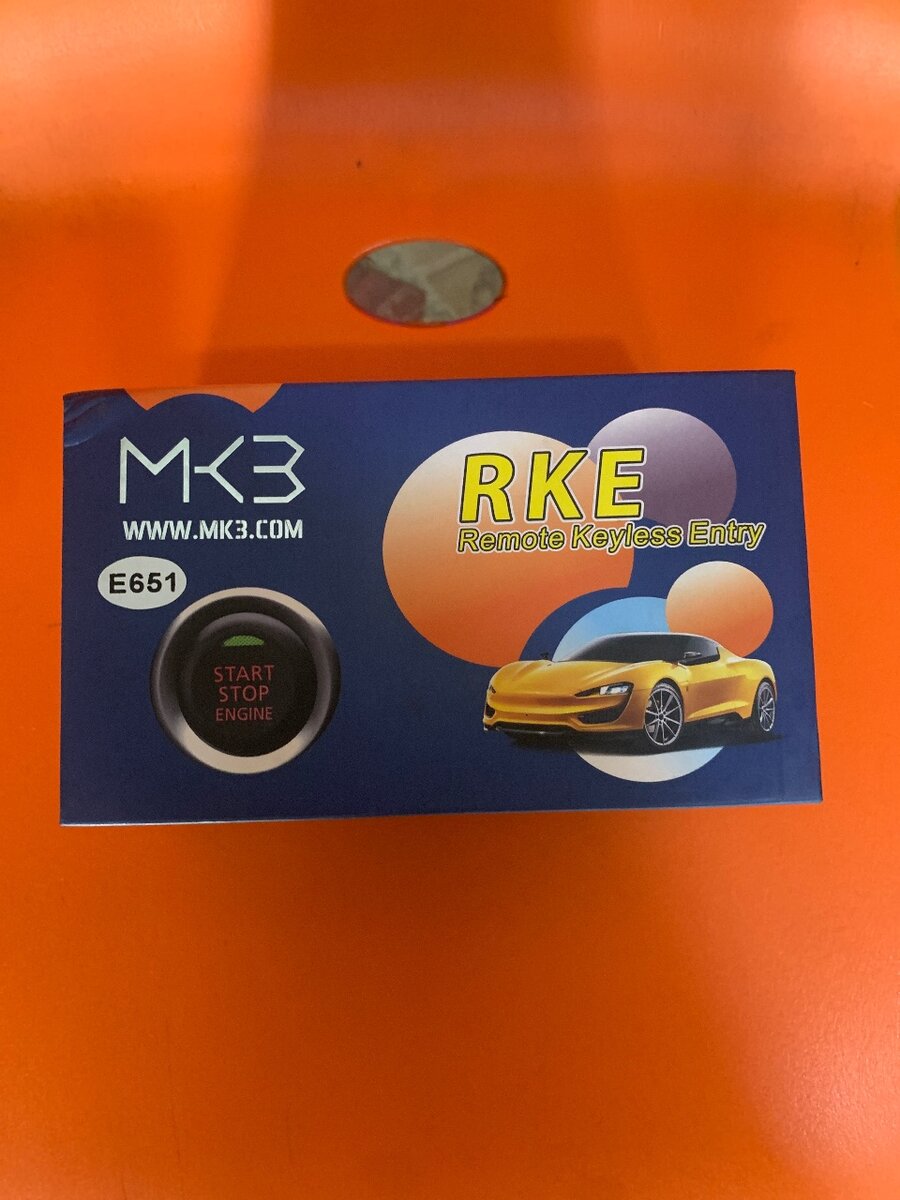 MK3
WWW.MK3.COM
E651
START
STOP
ENGINE
RKE
Remote Keyless Entry